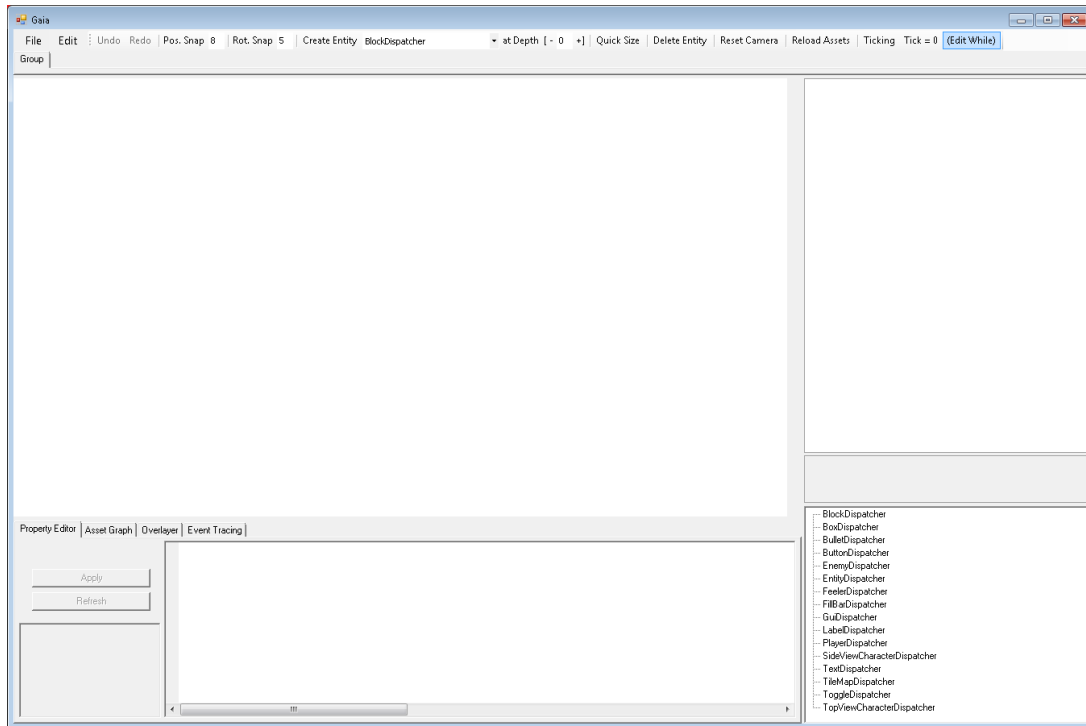 Gaia
File Edit Undo Redo Pos. Snap 8 Rot. Snap 5 Create Entity BlockDispatcher at Depth [ - 0 +] Quick Size Delete Entity Reset Camera Reload Assets Ticking Tick = 0 (Edit While)
Group
Property Editor Asset Graph Overlayer Event Tracing
Apply
Refresh
BlockDispatcher
BoxDispatcher
BulletDispatcher
ButtonDispatcher
EnemyDispatcher
EntityDispatcher
FeelerDispatcher
FillBarDispatcher
GuiDispatcher
LabelDispatcher
PlayerDispatcher
SideViewCharacterDispatcher
TextDispatcher
TileMapDispatcher
ToggleDispatcher
TopViewCharacterDispatcher